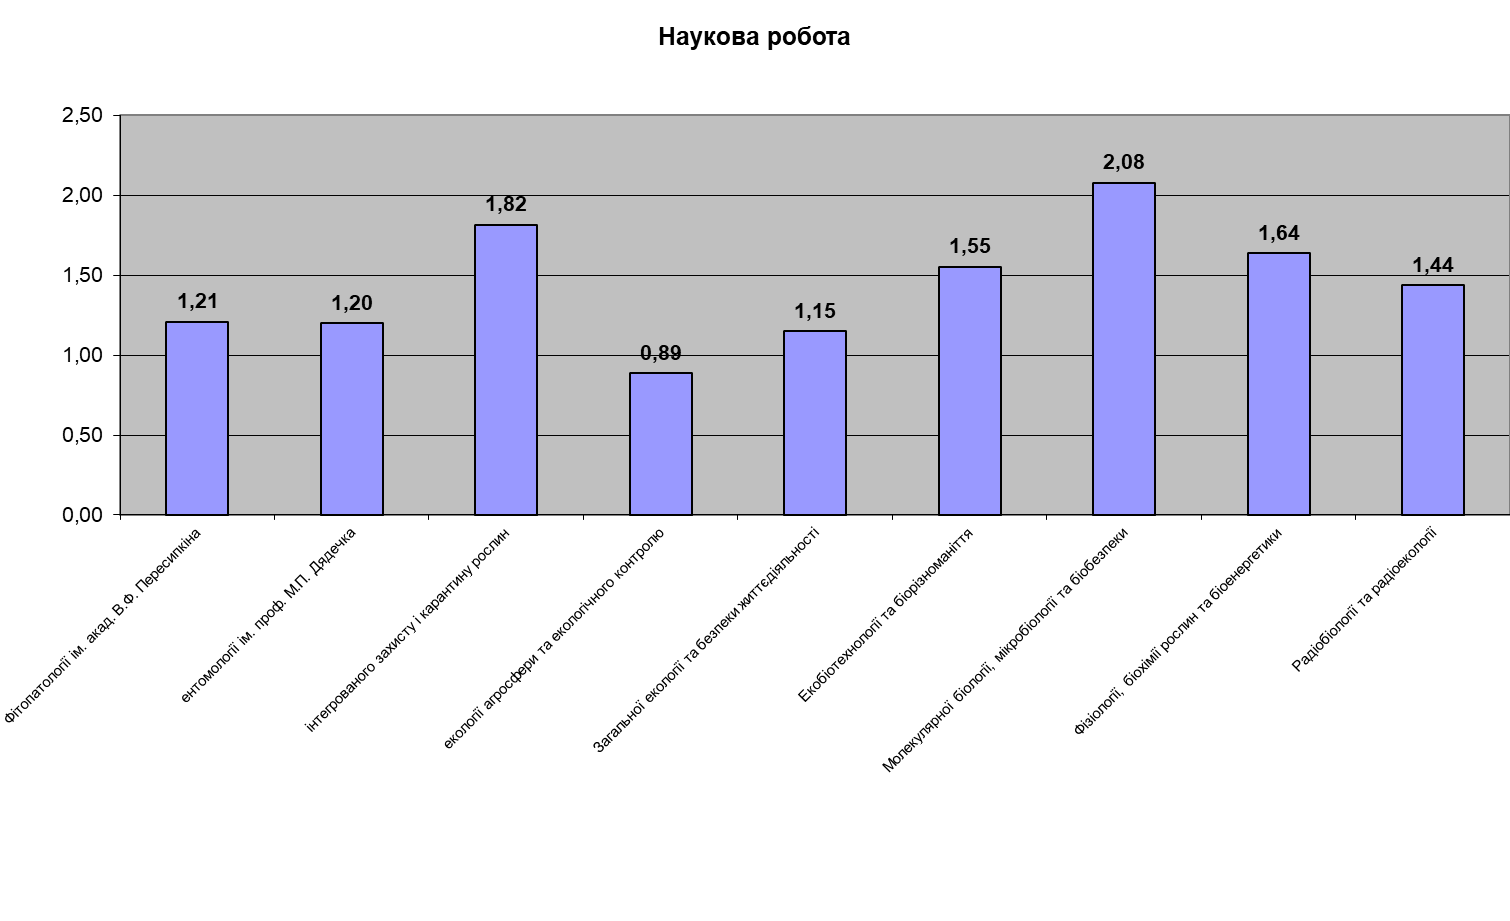 Наукова робота
2,50
2,00
1,50
1,00
0,50
0,00
1,21
1,20
1,82
0,89
1,15
1,55
2,08
1,64
1,44
Фітопатології ім. акад. В.Ф. Пересипкіна
ентомології ім. проф. М.П. Дядечка
інтегрованого захисту і карантину рослин
екології агросфери та екологічного контролю
Загальної екології та безпеки життєдіяльності
Екобіотехнології та біорізноманіття
Молекулярної біології, мікробіології та біобезпеки
Фізіології, біохімії рослин та біоенергетики
Радіобіології та радіоекології